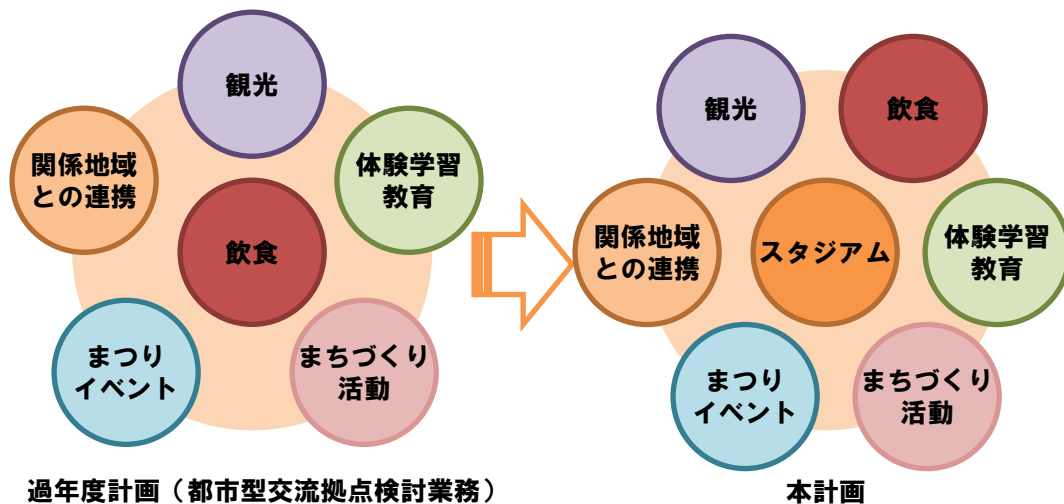 観光
関係地域
との連携
体験学習
教育
飲食
まつり
イベント
まちづくり
活動
過年度計画（都市型交流拠点検討業務）
観光
飲食
関係地域
との連携
スタジアム
体験学習
教育
まつり
イベント
まちづくり
活動
本計画